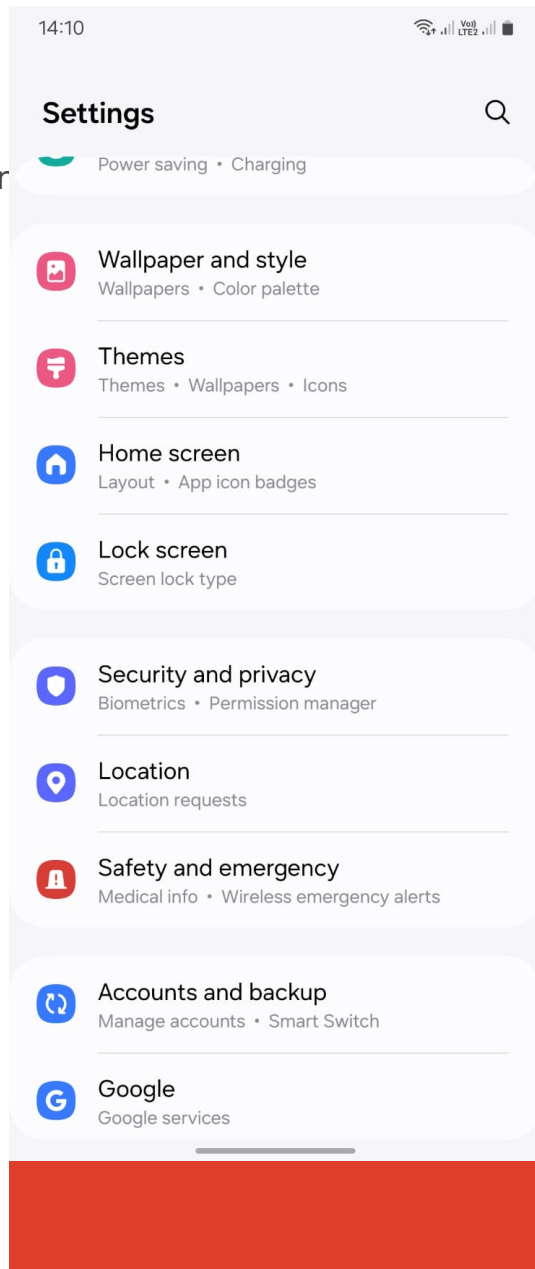 14:10
Vo)) LTE2
Settings
Power saving • Charging
Wallpaper and style
Wallpapers • Color palette
Themes
Themes • Wallpapers • Icons
Home screen
Layout • App icon badges
Lock screen
Screen lock type
Security and privacy
Biometrics • Permission manager
Location
Location requests
Safety and emergency
Medical info • Wireless emergency alerts
Accounts and backup
Manage accounts • Smart Switch
G
Google
Google services